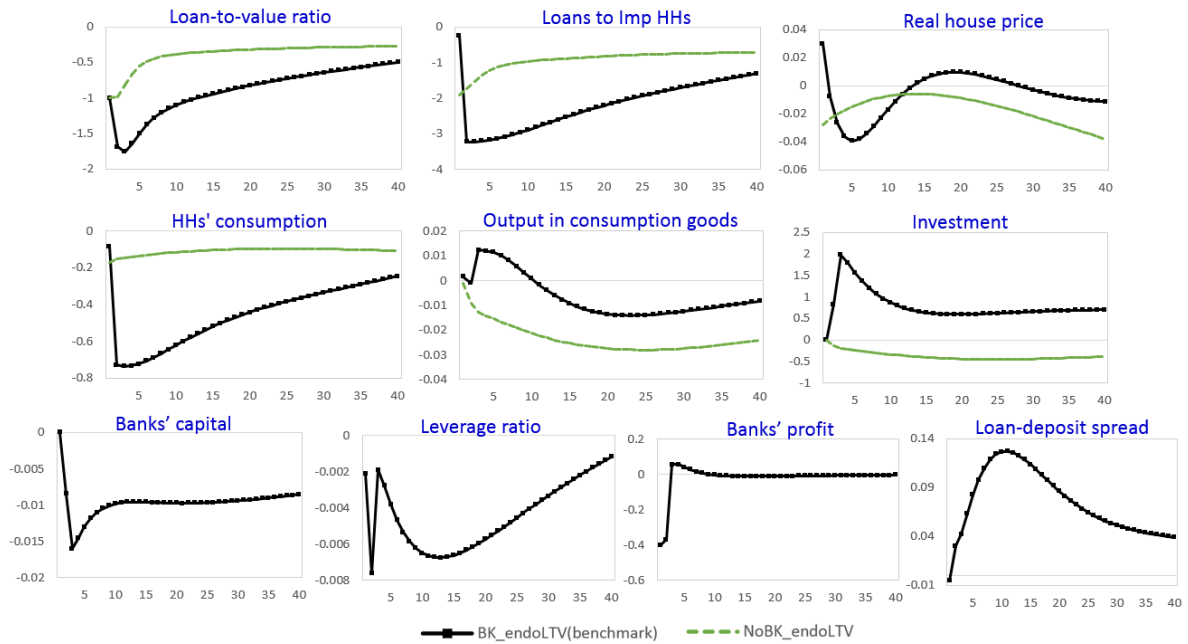 Loan-to-value ratio
0
-0.5
-1
-1.5
-2
5 10 15 20 25 30 35 40
Loans to Imp HHs
0
-1
-2
-3
-4
5 10 15 20 25 30 35 40
Real house price
0.04
0.02
0
-0.02
-0.04
-0.06
5 10 15 20 25 30 35 40
HHs' consumption
0
-0.2
-0.4
-0.6
-0.8
5 10 15 20 25 30 35 40
Output in consumption goods
0.02
0.01
0
-0.01
-0.02
-0.03
-0.04
5 10 15 20 25 30 35 40
Investment
2.5
2
1.5
1
0.5
0
-0.5
-1
5 10 15 20 25 30 35 40
Banks’ capital
0
-0.005
-0.01
-0.015
-0.02
5 10 15 20 25 30 35 40
Leverage ratio
0
-0.002
-0.004
-0.006
-0.008
5 10 15 20 25 30 35 40
Banks’ profit
0.2
0
-0.2
-0.4
-0.6
5 10 15 20 25 30 35 40
Loan-deposit spread
0.14
0.09
0.04
-0.01
5 10 15 20 25 30 35 40
BK_endoLTV(benchmark) NoBK_endoLTV